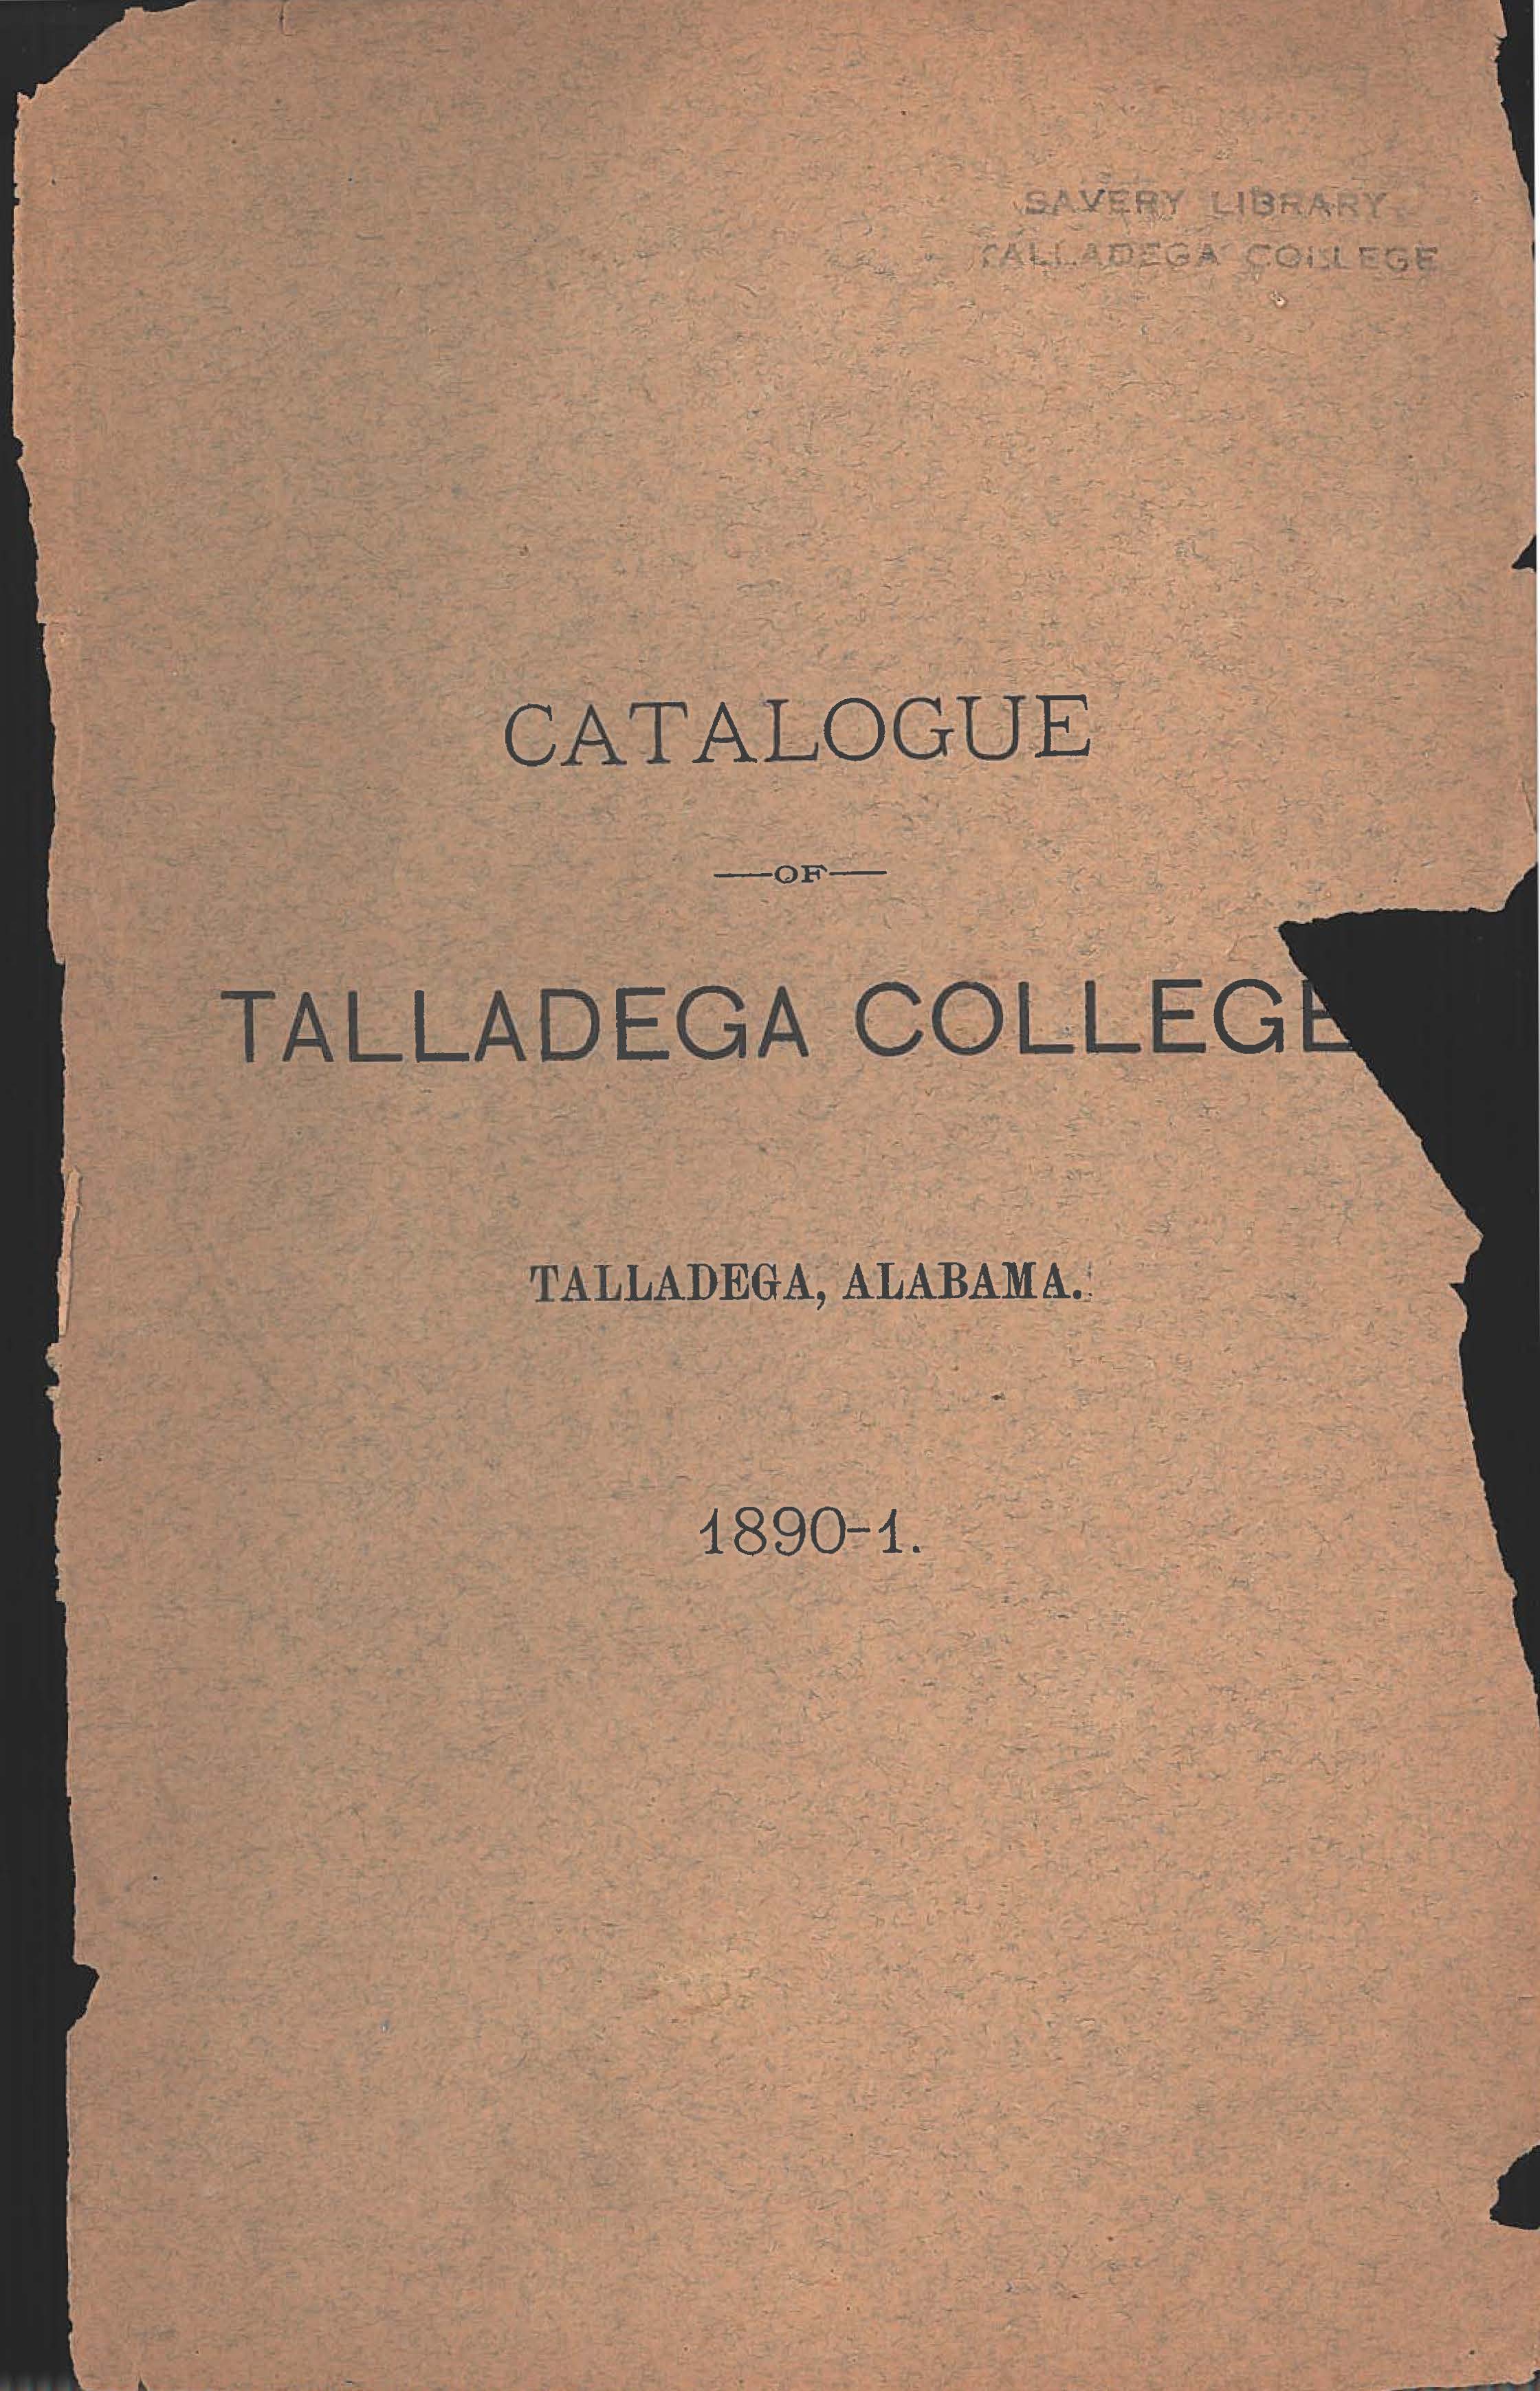 SAVERY LIBRARY
TALLADEGA COLLEGE
CATALOGUE
—OF—
TALLADEGA COLLEGE
TALLADEGA, ALABAMA.
1890-1.